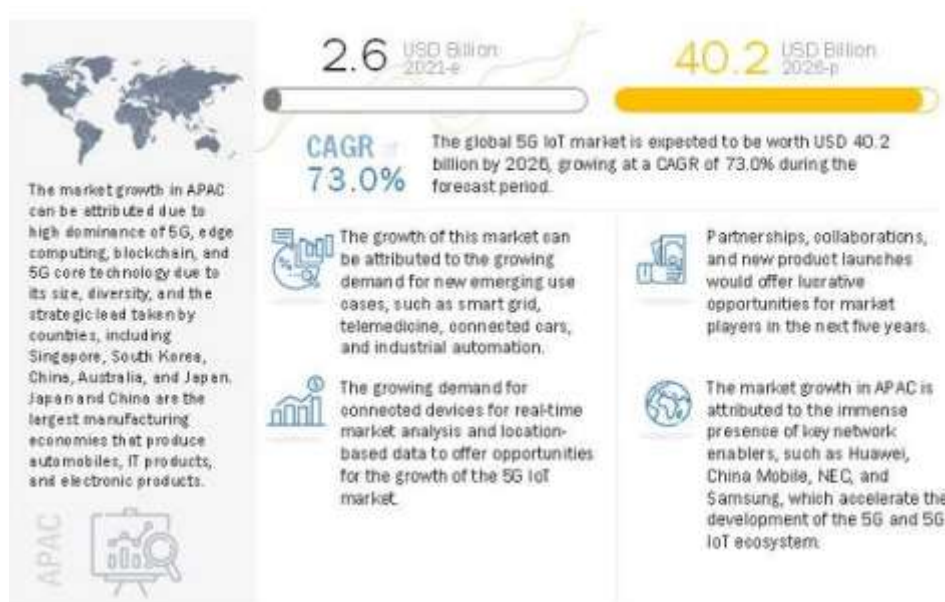 2.6 USD Billion
2021-e
40.2 USD Billion
2026-p
CAGR of
73.0%
The global 5G IoT market is expected to be worth USD 40.2
billion by 2026, growing at a CAGR of 73.0% during the
forecast period.
The market growth in APAC
can be attributed due to
high dominance of 5G, edge
computing, blockchain, and
5G core technology due to
its size, diversity, and the
strategic lead taken by
countries, including
Singapore, South Korea,
China, Australia, and Japan.
Japan and China are the
largest manufacturing
economies that produce
automobiles, IT products,
and electronic products.
APAC
The growth of this market can
be attributed to the growing
demand for new emerging use
cases, such as smart grid,
telemedicine, connected cars,
and industrial automation.
The growing demand for
connected devices for real-time
market analysis and location-
based data to offer opportunities
for the growth of the 5G IoT
market.
Partnerships, collaborations,
and new product launches
would offer lucrative
opportunities for market
players in the next five years.
The market growth in APAC is
attributed to the immense
presence of key network
enablers, such as Huawei,
China Mobile, NEC, and
Samsung, which accelerate the
development of the 5G and 5G
IoT ecosystem.